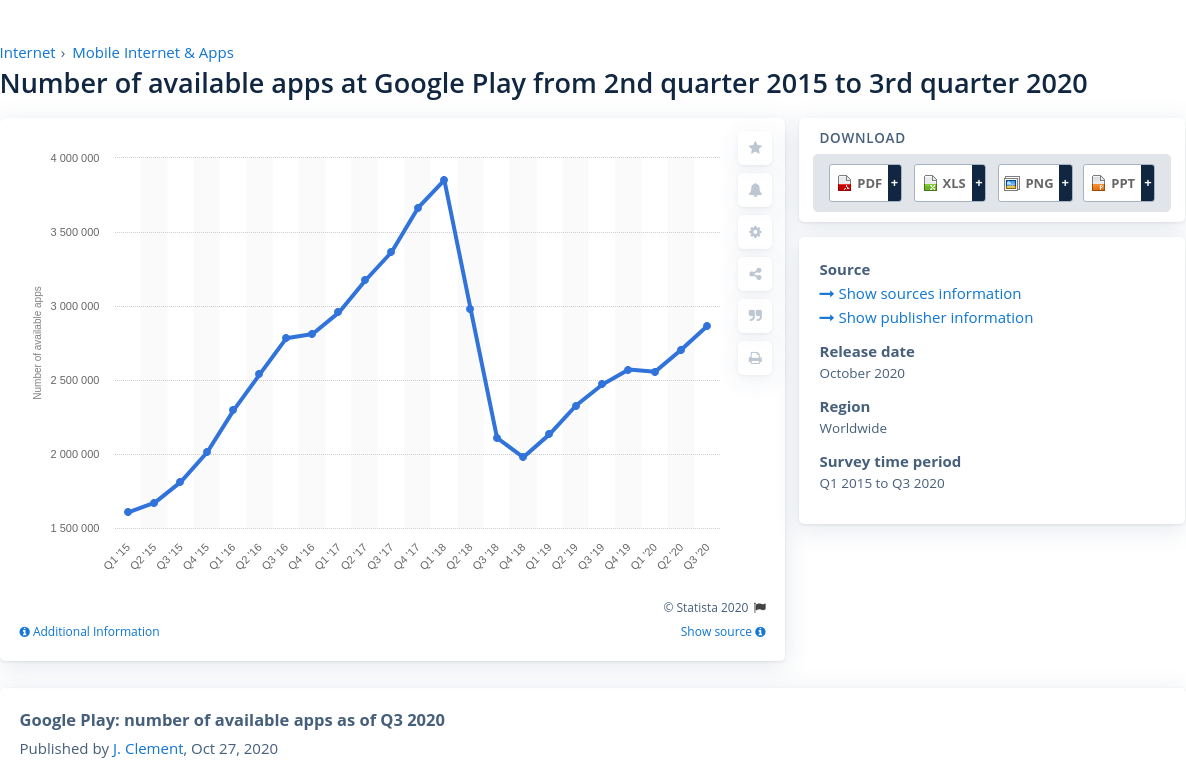 Internet › Mobile Internet & Apps
Number of available apps at Google Play from 2nd quarter 2015 to 3rd quarter 2020
4 000 000
3 500 000
3 000 000
2 500 000
2 000 000
1 500 000
Number of available apps
Q1 '15
Q2 '15
Q3 '15
Q4 '15
Q1 '16
Q2 '16
Q3 '16
Q4 '16
Q1 '17
Q2 '17
Q3 '17
Q4 '17
Q1 '18
Q2 '18
Q3 '18
Q4 '18
Q1 '19
Q2 '19
Q3 '19
Q4 '19
Q1 '20
Q2 '20
Q3 '20
© Statista 2020
Additional Information
Show source
DOWNLOAD
PDF +
XLS +
PNG +
PPT +
Source
Show sources information
Show publisher information
Release date
October 2020
Region
Worldwide
Survey time period
Q1 2015 to Q3 2020
Google Play: number of available apps as of Q3 2020
Published by J. Clement, Oct 27, 2020